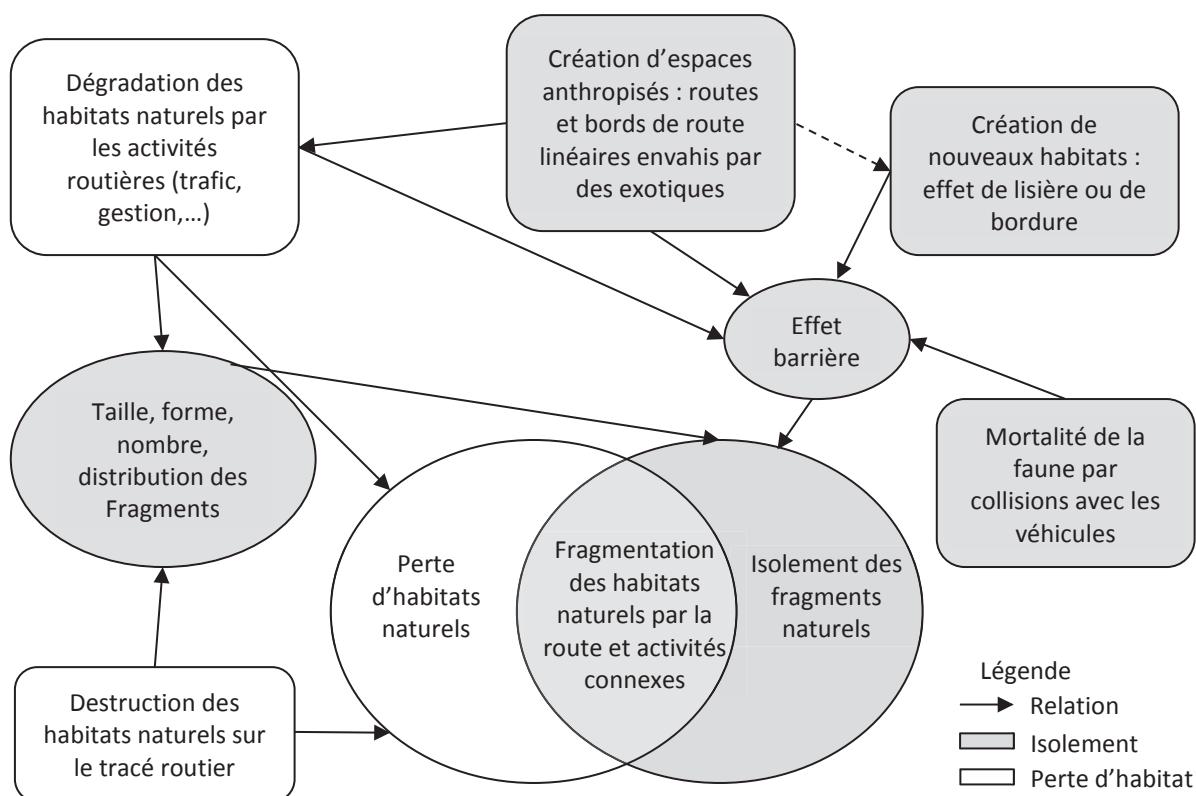 Dégradation des
habitats naturels par
les activités
routières (trafic,
gestion,…)
Création d’espaces
anthropisés : routes
et bords de route
linéaires envahis par
des exotiques
Création de
nouveaux habitats :
effet de lisière ou de
bordure
Effet
barrière
Taille, forme,
nombre,
distribution des
Fragments
Mortalité de la
faune par
collisions avec les
véhicules
Perte
d’habitats
naturels
Fragmentation
des habitats
naturels par la
route et activités
connexes
Isolement des
fragments
naturels
Destruction des
habitats naturels sur
le tracé routier
Légende
Relation
Isolement
Perte d’habitat